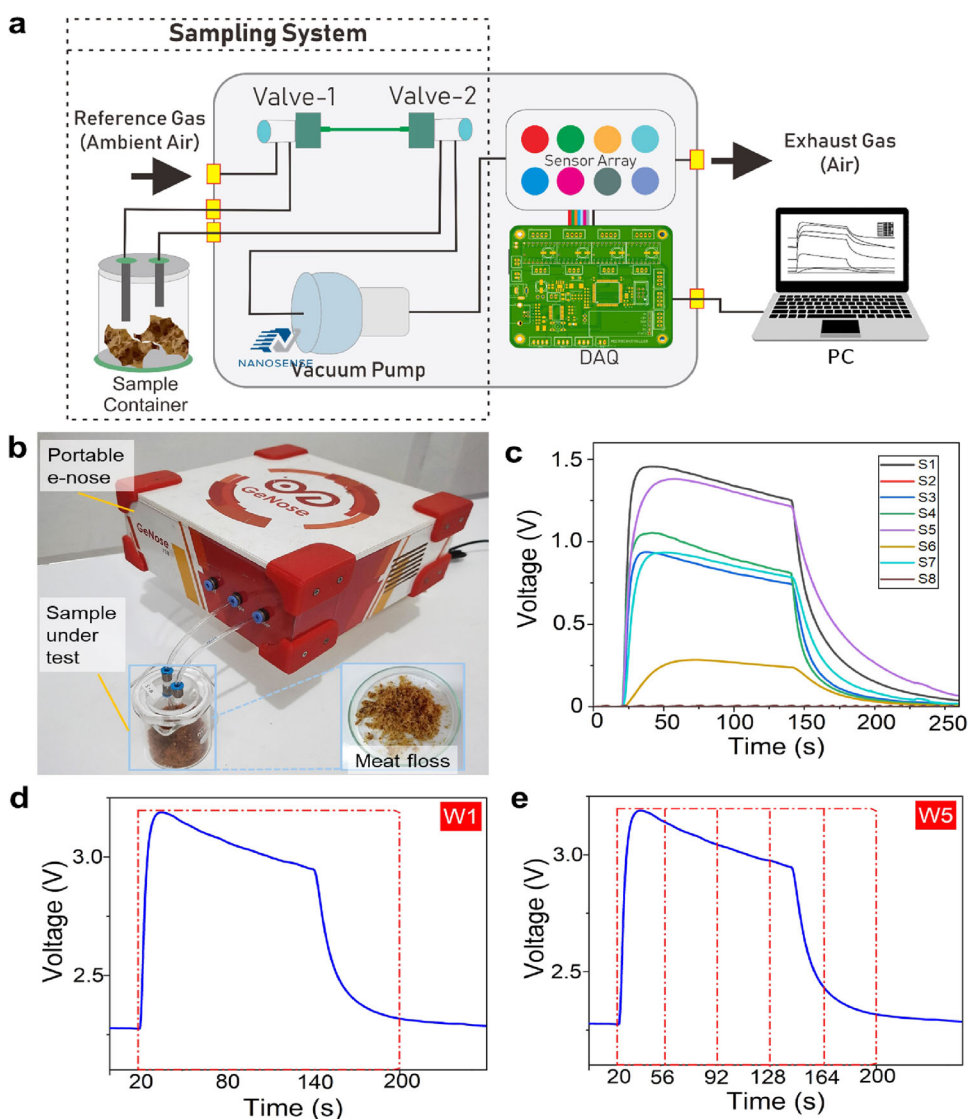 a
Sampling System
Reference Gas
(Ambient Air)
Valve-1
Valve-2
Sensor Array
Exhaust Gas
(Air)
NANOSENSE
Vacuum Pump
DAQ
PC
Sample
Container
b
Portable
e-nose
GeNose
GeNose
Sample
under
test
Meat floss
c
Voltage (V)
1.5
1.0
0.5
0
0
50
100
150
200
250
Time (s)
S1
S2
S3
S4
S5
S6
S7
S8
d
W1
Voltage (V)
3.0
2.5
20
80
140
200
Time (s)
e
W5
Voltage (V)
3.0
2.5
20
56
92
128
164
200
Time (s)